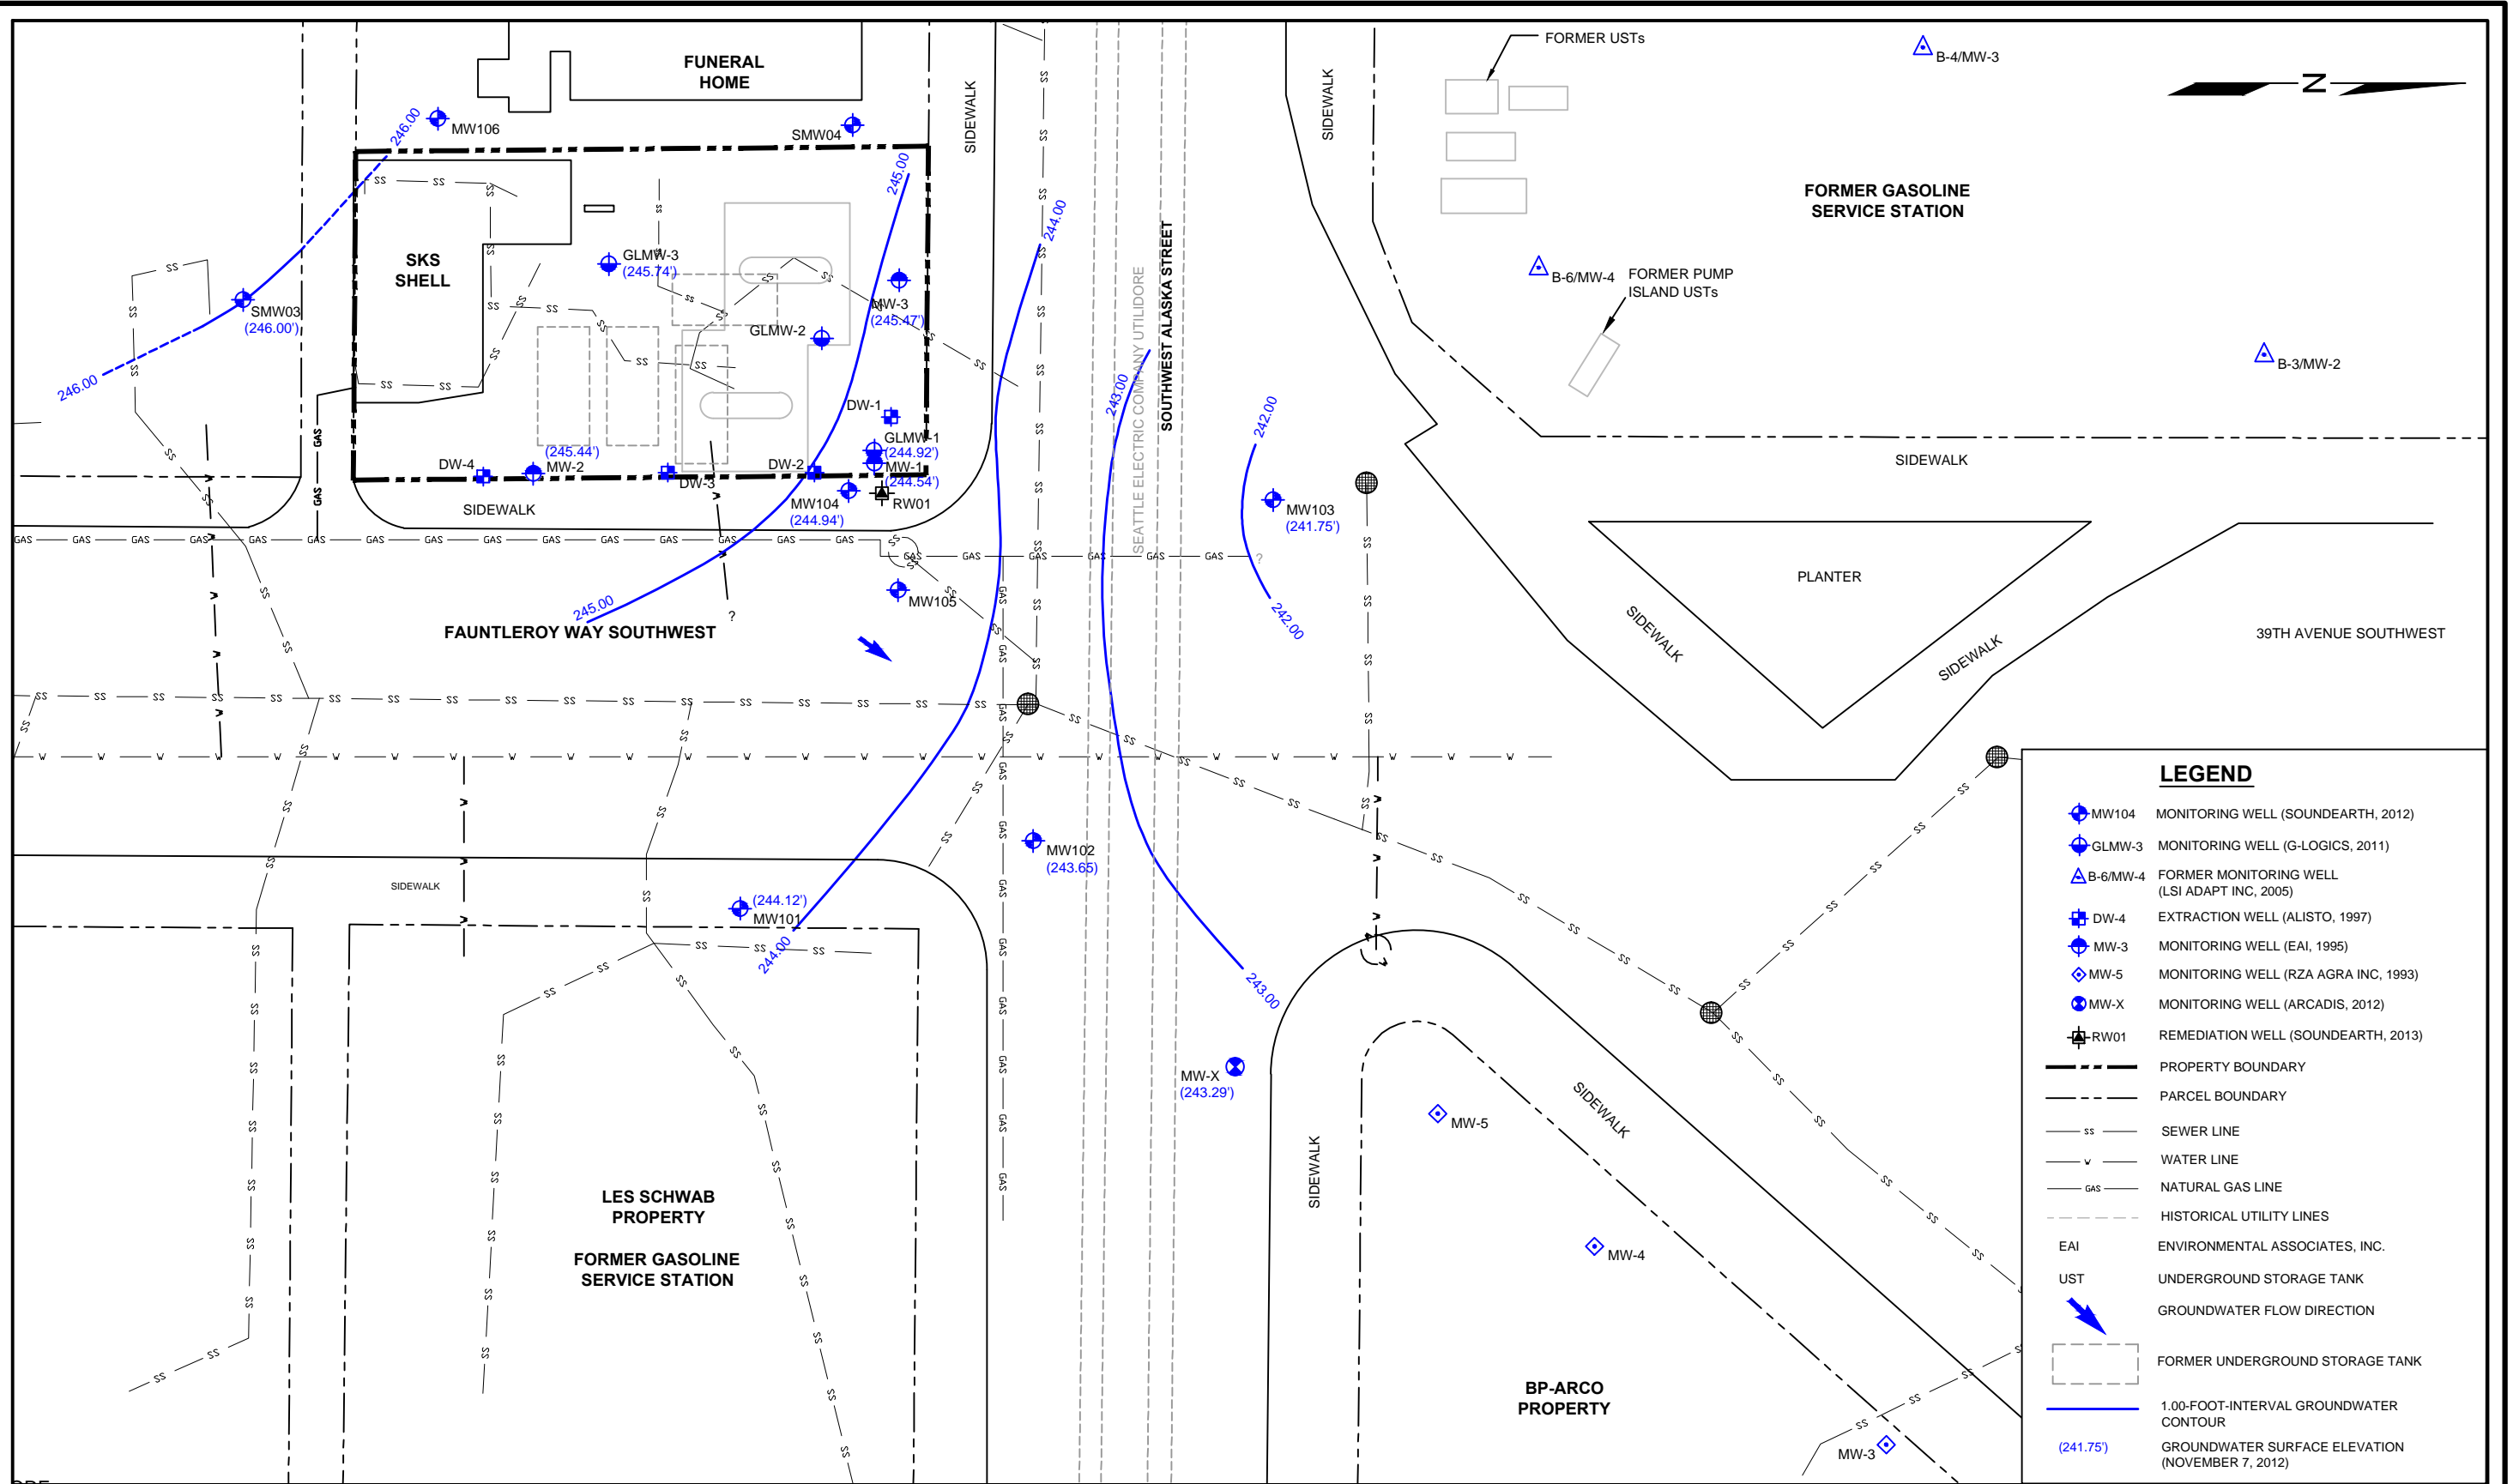 FUNERAL
HOME
SIDEWALK
SIDEWALK
FORMER USTs
B-4/MW-3
N
MW106
246.00
SMW04
245.00
FORMER GASOLINE
SERVICE STATION
SKS
SHELL
GLMW-3
(245.74')
244.00
SOUTHWEST ALASKA STREET
SEATTLE ELECTRIC COMPANY UTILIDORE
B-6/MW-4
FORMER PUMP
ISLAND USTs
SMW03
(246.00')
MW-3
(245.47')
GLMW-2
B-3/MW-2
246.00
243.00
DW-1
242.00
GLMW-1
(244.92')
(245.44')
DW-4
MW-2
DW-3
DW-2
MW-1
(244.54')
SIDEWALK
SIDEWALK
MW104
(244.94')
RW01
MW103
(241.75')
GAS
SS
W
?
?
PLANTER
MW105
245.00
242.00
FAUNTLEROY WAY SOUTHWEST
SIDEWALK
SIDEWALK
39TH AVENUE SOUTHWEST
MW102
(243.65)
SIDEWALK
(244.12')
MW101
244.00
243.00
MW-X
(243.29')
MW-5
SIDEWALK
SIDEWALK
LES SCHWAB
PROPERTY
FORMER GASOLINE
SERVICE STATION
MW-4
BP-ARCO
PROPERTY
MW-3
LEGEND
MW104 MONITORING WELL (SOUNDEARTH, 2012)
GLMW-3 MONITORING WELL (G-LOGICS, 2011)
B-6/MW-4 FORMER MONITORING WELL
(LSI ADAPT INC, 2005)
DW-4 EXTRACTION WELL (ALISTO, 1997)
MW-3 MONITORING WELL (EAI, 1995)
MW-5 MONITORING WELL (RZA AGRA INC, 1993)
MW-X MONITORING WELL (ARCADIS, 2012)
RW01 REMEDIATION WELL (SOUNDEARTH, 2013)
PROPERTY BOUNDARY
PARCEL BOUNDARY
SS SEWER LINE
W WATER LINE
GAS NATURAL GAS LINE
HISTORICAL UTILITY LINES
EAI ENVIRONMENTAL ASSOCIATES, INC.
UST UNDERGROUND STORAGE TANK
GROUNDWATER FLOW DIRECTION
FORMER UNDERGROUND STORAGE TANK
1.00-FOOT-INTERVAL GROUNDWATER
CONTOUR
(241.75') GROUNDWATER SURFACE ELEVATION
(NOVEMBER 7, 2012)